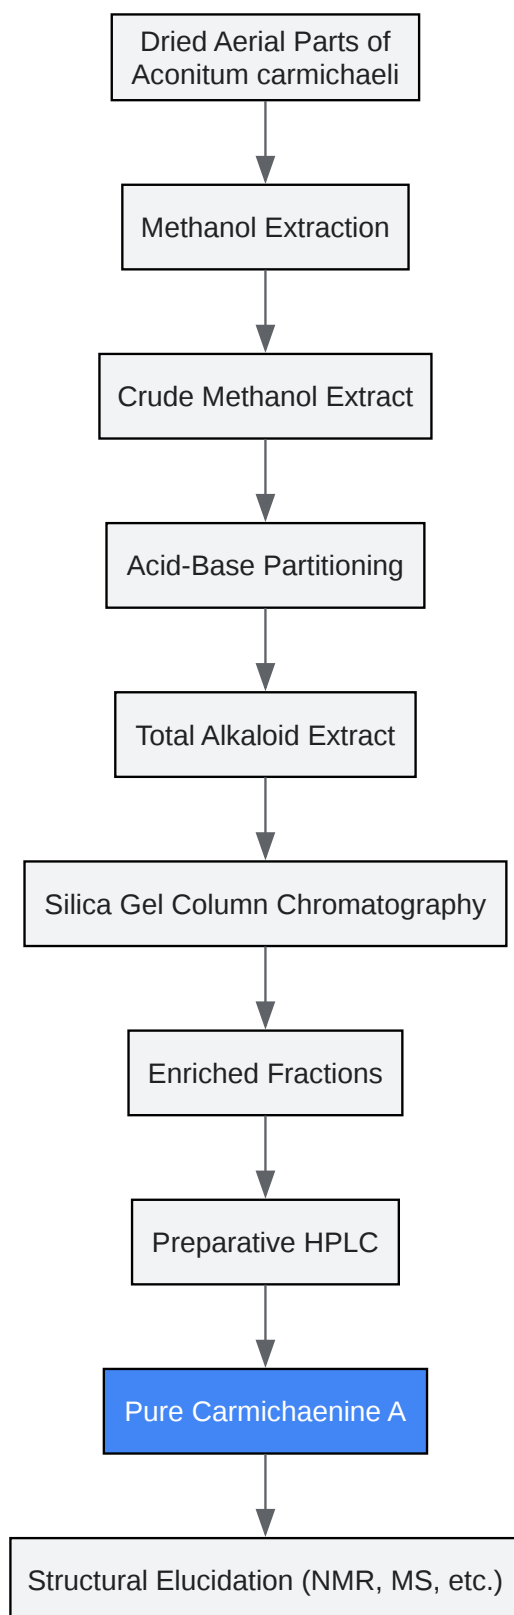 Dried Aerial Parts of
Aconitum carmichaeli
Methanol Extraction
Crude Methanol Extract
Acid-Base Partitioning
Total Alkaloid Extract
Silica Gel Column Chromatography
Enriched Fractions
Preparative HPLC
Pure Carmichaenine A
Structural Elucidation (NMR, MS, etc.)